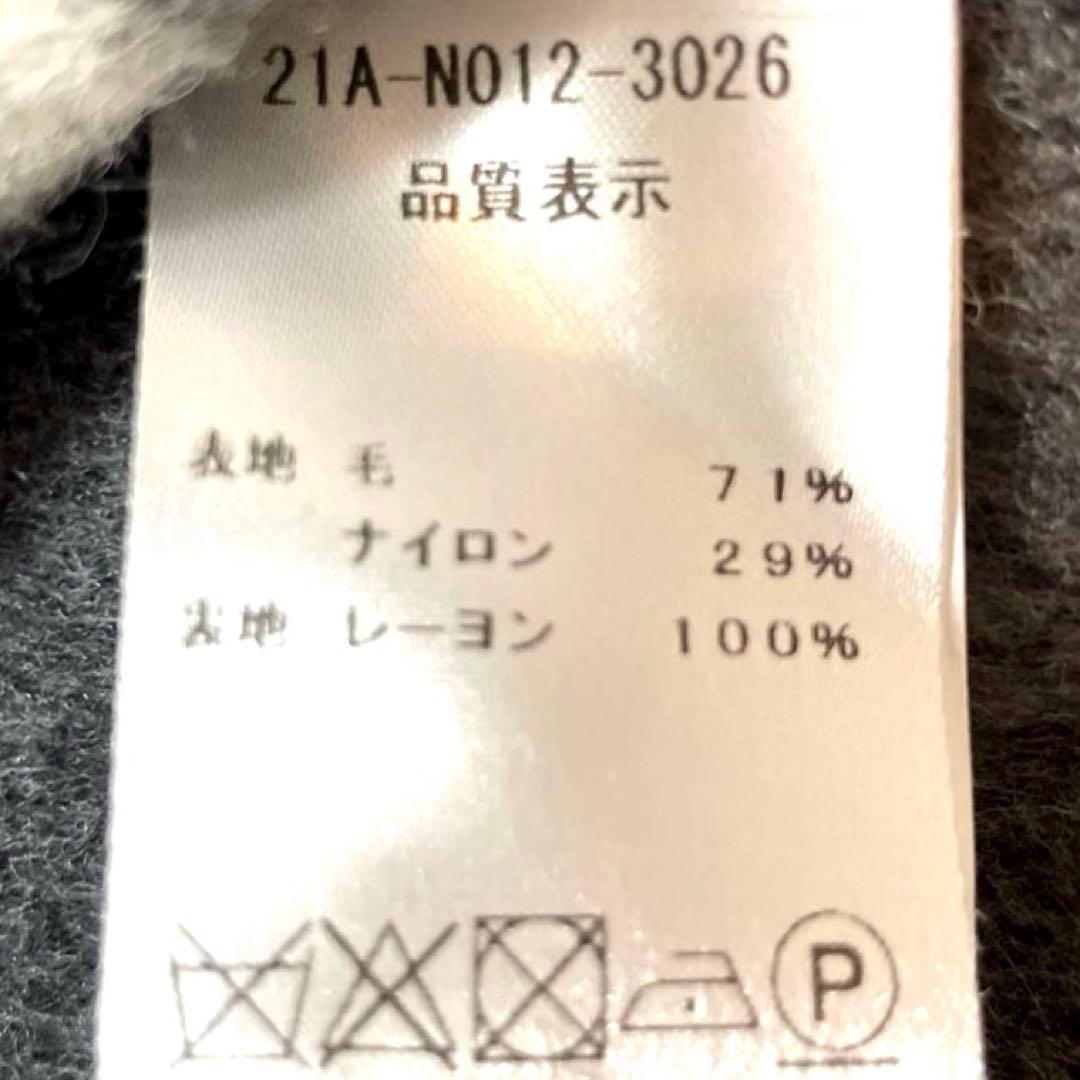 21A-N012-3026
品質表示
表地 毛 71%
ナイロン 29%
裏地 レーヨン 100%
P